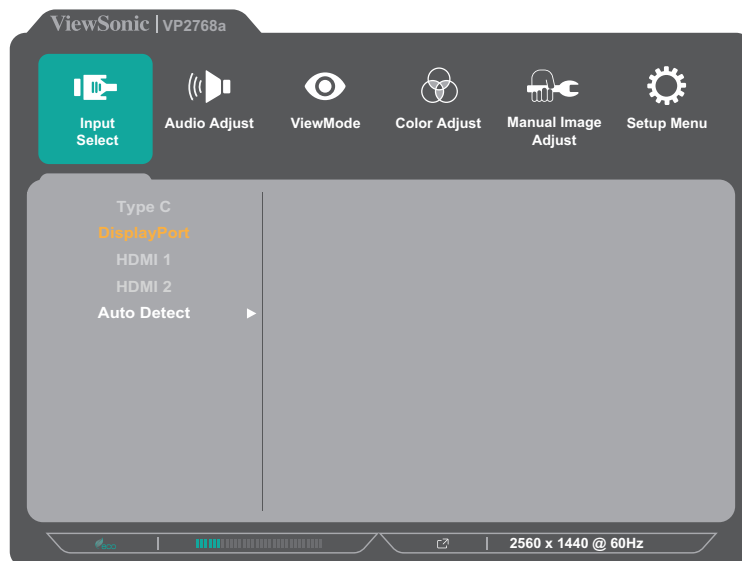 ViewSonic | VP2768a
Input
Select
Audio Adjust
ViewMode
Color Adjust
Manual Image
Adjust
Setup Menu
Type C
DisplayPort
HDMI 1
HDMI 2
Auto Detect
eco
2560 x 1440 @ 60Hz